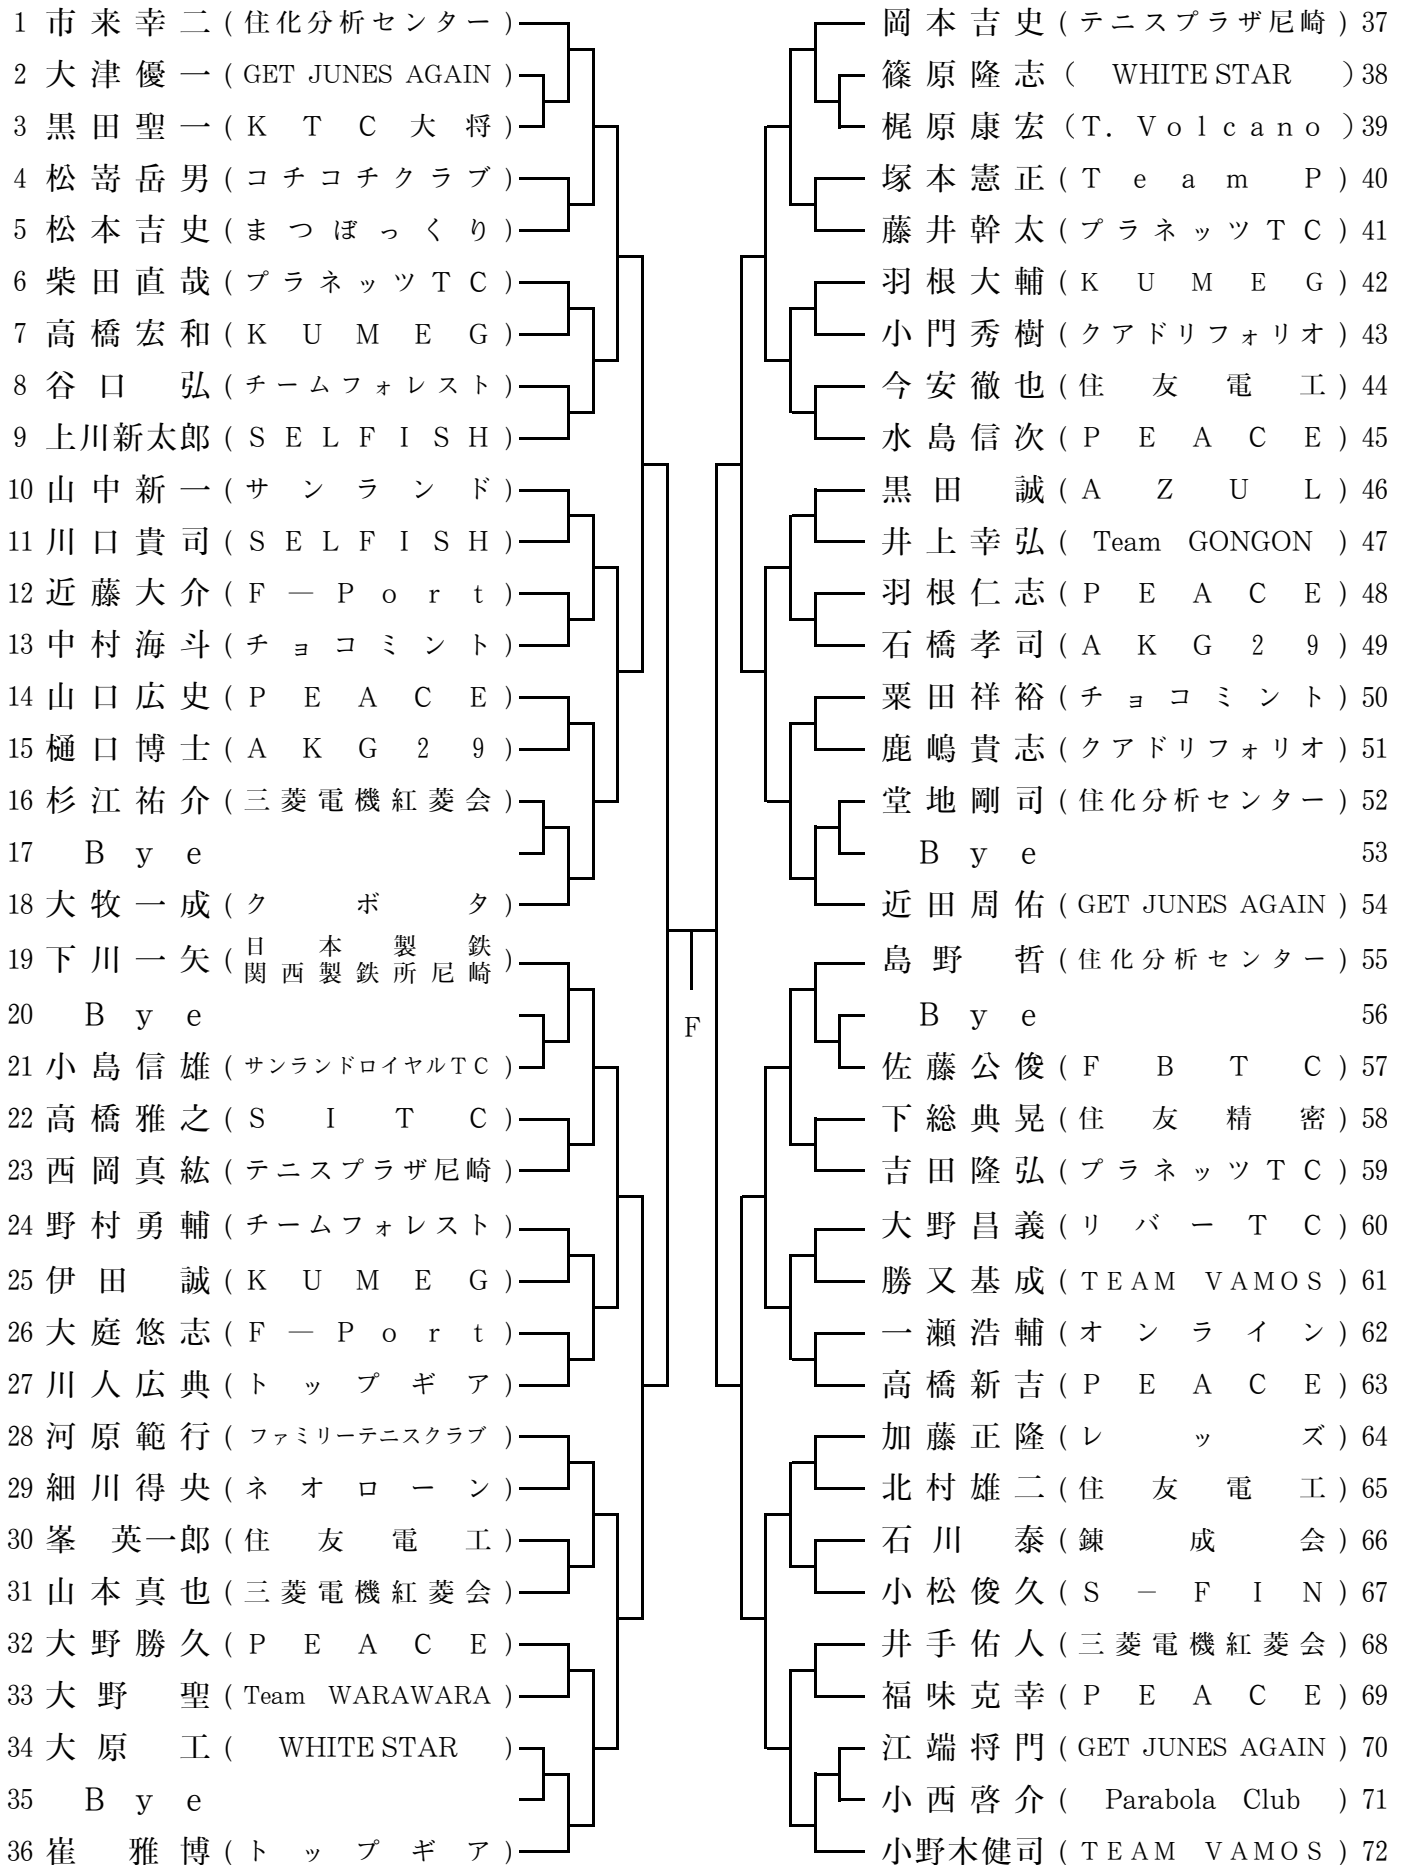 1 市来幸二 (住化分析センター)
2 大津優一 (GET JUNES AGAIN)
3 黒田聖一 (KTC大将)
4 松嵜岳男 (コチコチクラブ)
5 松本吉史 (まつぼっくり)
6 柴田直哉 (プラネッツTC)
7 高橋宏和 (KUMEG)
8 谷口 弘 (チームフォレスト)
9 上川新太郎 (SELFISH)
10 山中新一 (サンランド)
11 川口貴司 (SELFISH)
12 近藤大介 (F―Port)
13 中村海斗 (チョコミント)
14 山口広史 (PEACE)
15 樋口博士 (AKG29)
16 杉江祐介 (三菱電機紅菱会)
17 Bye
18 大牧一成 (クボタ)
19 下川一矢 (日本製鉄
関西製鉄所尼崎)
20 Bye
21 小島信雄 (サンランドロイヤルTC)
22 高橋雅之 (SITC)
23 西岡真紘 (テニスプラザ尼崎)
24 野村勇輔 (チームフォレスト)
25 伊田 誠 (KUMEG)
26 大庭悠志 (F―Port)
27 川人広典 (トップギア)
28 河原範行 (ファミリーテニスクラブ)
29 細川得央 (ネオローン)
30 峯 英一郎 (住友電工)
31 山本真也 (三菱電機紅菱会)
32 大野勝久 (PEACE)
33 大野 聖 (Team WARAWARA)
34 大原 工 (WHITE STAR)
35 Bye
36 崔 雅博 (トップギア)
F
岡本吉史 (テニスプラザ尼崎) 37
篠原隆志 (WHITE STAR) 38
梶原康宏 (T. Volcano) 39
塚本憲正 (Team P) 40
藤井幹太 (プラネッツTC) 41
羽根大輔 (KUMEG) 42
小門秀樹 (クアドリフォリオ) 43
今安徹也 (住友電工) 44
水島信次 (PEACE) 45
黒田 誠 (AZUL) 46
井上幸弘 (Team GONGON) 47
羽根仁志 (PEACE) 48
石橋孝司 (AKG29) 49
粟田祥裕 (チョコミント) 50
鹿嶋貴志 (クアドリフォリオ) 51
堂地剛司 (住化分析センター) 52
Bye 53
近田周佑 (GET JUNES AGAIN) 54
島野 哲 (住化分析センター) 55
Bye 56
佐藤公俊 (FBTC) 57
下総典晃 (住友精密) 58
吉田隆弘 (プラネッツTC) 59
大野昌義 (リバーTC) 60
勝又基成 (TEAM VAMOS) 61
一瀬浩輔 (オンライン) 62
高橋新吉 (PEACE) 63
加藤正隆 (レッズ) 64
北村雄二 (住友電工) 65
石川 泰 (錬成会) 66
小松俊久 (S－FIN) 67
井手佑人 (三菱電機紅菱会) 68
福味克幸 (PEACE) 69
江端将門 (GET JUNES AGAIN) 70
小西啓介 (Parabola Club) 71
小野木健司 (TEAM VAMOS) 72